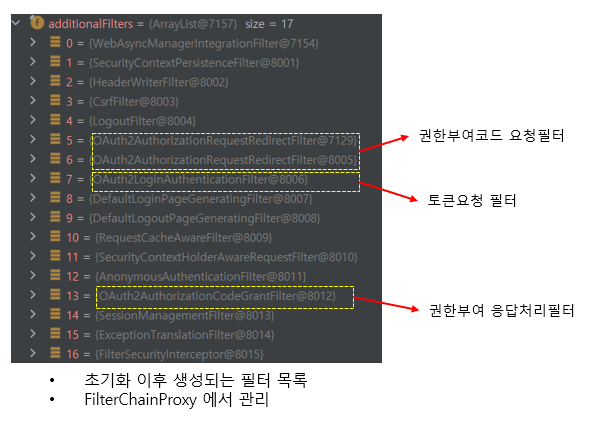 additionalFilters = {ArrayList@7157} size = 17
0 = {WebAsyncManagerIntegrationFilter@7154}
1 = {SecurityContextPersistenceFilter@8001}
2 = {HeaderWriterFilter@8002}
3 = {CsrfFilter@8003}
4 = {LogoutFilter@8004}
5 = {OAuth2AuthorizationRequestRedirectFilter@7129}
권한부여코드 요청필터
6 = {OAuth2AuthorizationRequestRedirectFilter@8005}
7 = {OAuth2LoginAuthenticationFilter@8006}
토큰요청 필터
8 = {DefaultLoginPageGeneratingFilter@8007}
9 = {DefaultLogoutPageGeneratingFilter@8008}
10 = {RequestCacheAwareFilter@8009}
11 = {SecurityContextHolderAwareRequestFilter@8010}
12 = {AnonymousAuthenticationFilter@8011}
13 = {OAuth2AuthorizationCodeGrantFilter@8012}
권한부여 응답처리필터
14 = {SessionManagementFilter@8013}
15 = {ExceptionTranslationFilter@8014}
16 = {FilterSecurityInterceptor@8015}
• 초기화 이후 생성되는 필터 목록
• FilterChainProxy 에서 관리